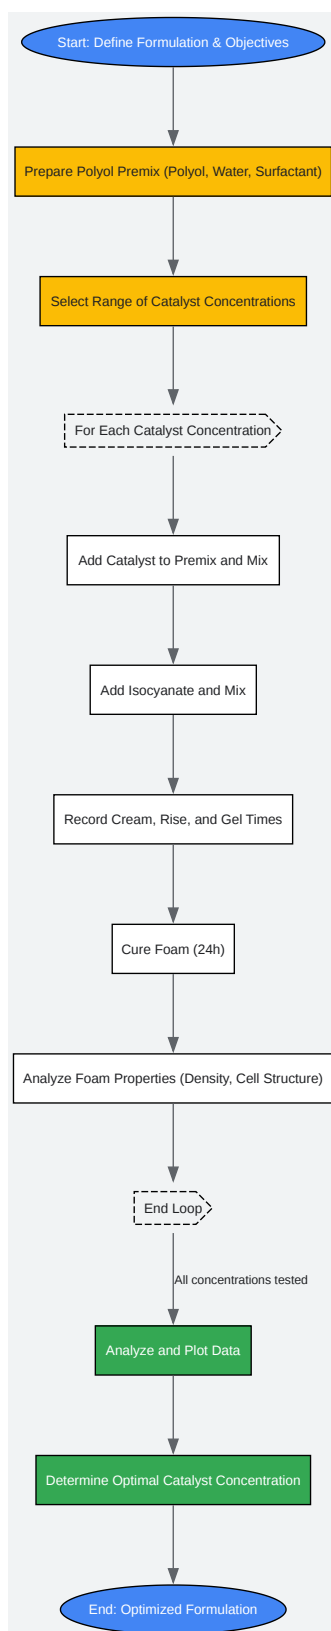 Start: Define Formulation & Objectives
Prepare Polyol Premix (Polyol, Water, Surfactant)
Select Range of Catalyst Concentrations
For Each Catalyst Concentration
Add Catalyst to Premix and Mix
Add Isocyanate and Mix
Record Cream, Rise, and Gel Times
Cure Foam (24h)
Analyze Foam Properties (Density, Cell Structure)
End Loop
All concentrations tested
Analyze and Plot Data
Determine Optimal Catalyst Concentration
End: Optimized Formulation